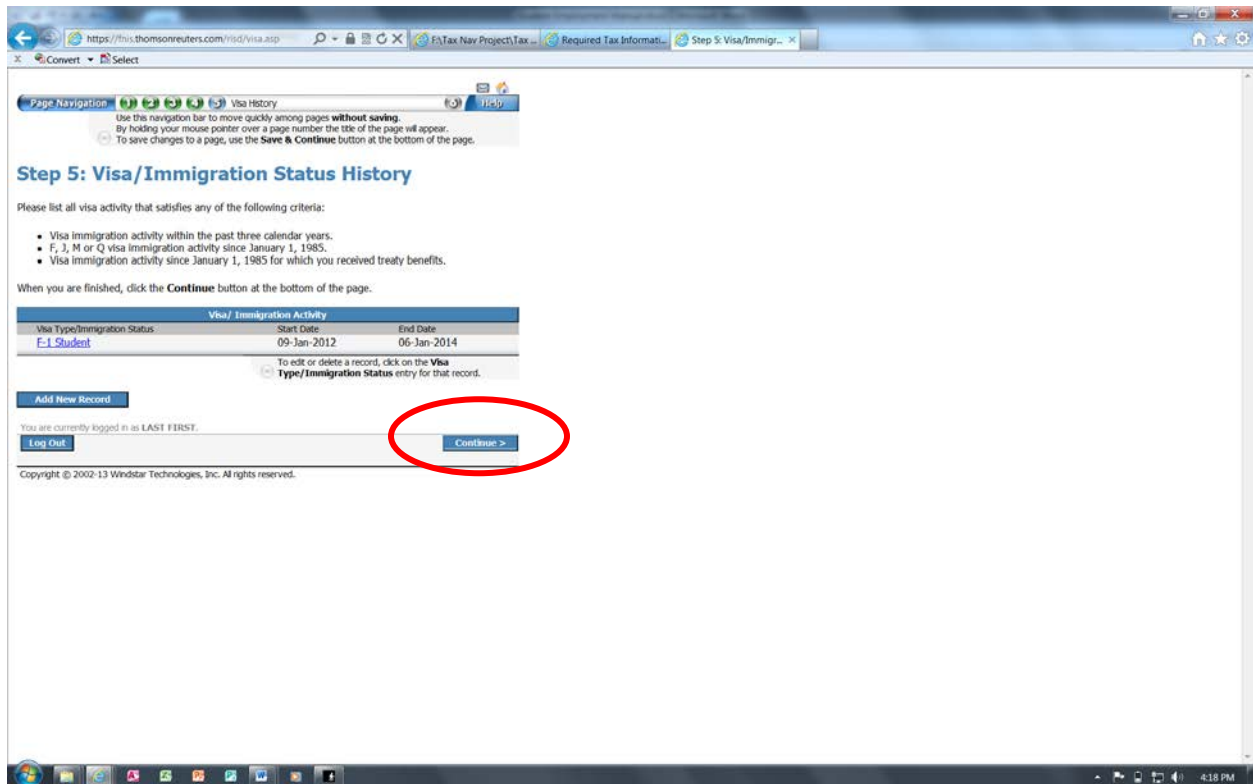 https://fnis.thomsonreuters.com/risd/visa.asp
F:\Tax Nav Project\Tax ...
Required Tax Informati...
Step 5: Visa/Immigr...
Convert
Select
Page Navigation
Visa History
Help
Use this navigation bar to move quickly among pages without saving.
By holding your mouse pointer over a page number the title of the page will appear.
To save changes to a page, use the Save & Continue button at the bottom of the page.
Step 5: Visa/Immigration Status History
Please list all visa activity that satisfies any of the following criteria:
• Visa immigration activity within the past three calendar years.
• F, J, M or Q visa immigration activity since January 1, 1985.
• Visa immigration activity since January 1, 1985 for which you received treaty benefits.
When you are finished, click the Continue button at the bottom of the page.
Visa/ Immigration Activity
Visa Type/Immigration Status Start Date End Date
F-1 Student 09-Jan-2012 06-Jan-2014
To edit or delete a record, click on the Visa
Type/Immigration Status entry for that record.
Add New Record
You are currently logged in as LAST FIRST.
Log Out Continue >
Copyright © 2002-13 Windstar Technologies, Inc. All rights reserved.
4:18 PM